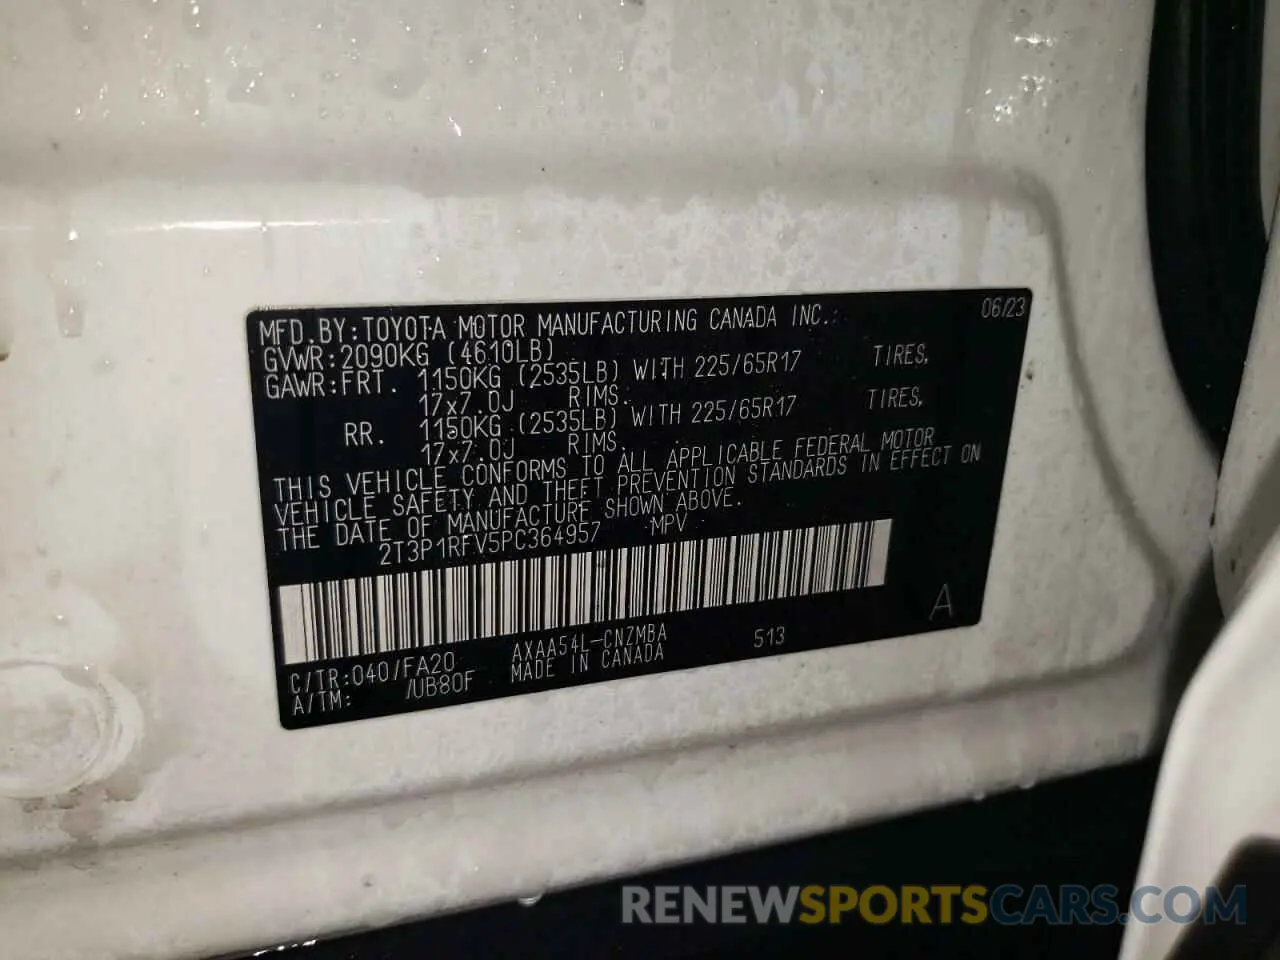 MFD.BY:TOYOTA MOTOR MANUFACTURING CANADA INC. 06/23
GVWR:2090KG (4610LB)
GAWR:FRT. 1150KG (2535LB) WITH 225/65R17 TIRES,
17x7.0J RIMS.
RR. 1150KG (2535LB) WITH 225/65R17 TIRES,
17x7.0J RIMS.
THIS VEHICLE CONFORMS TO ALL APPLICABLE FEDERAL MOTOR
VEHICLE SAFETY AND THEFT PREVENTION STANDARDS IN EFFECT ON
THE DATE OF MANUFACTURE SHOWN ABOVE.
2T3P1RFV5PC364957 MPV
A
C/TR:040/FA20 AXAA54L-CNZMBA 513
A/TM: /UB80F MADE IN CANADA
RENEWSPORTSCARS.COM